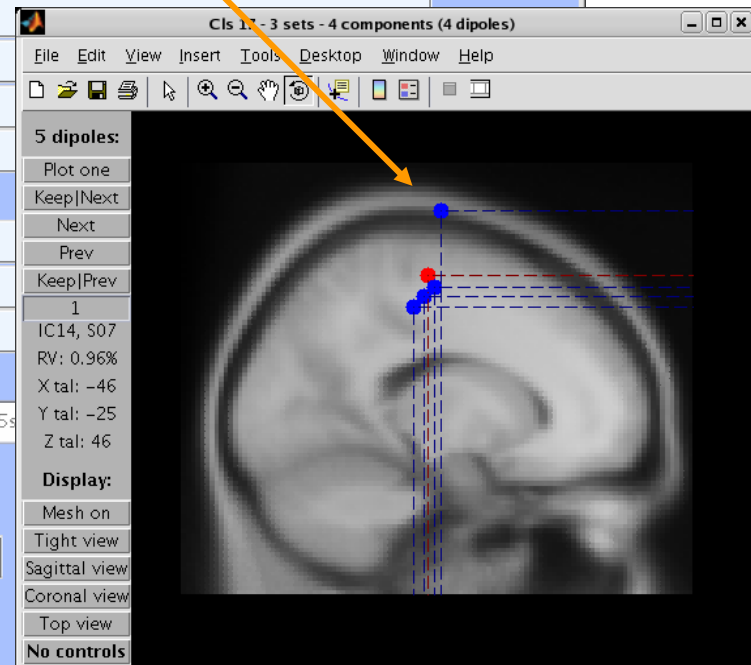 Cls 17 - 3 sets - 4 components (4 dipoles)
File Edit View Insert Tools Desktop Window Help
5 dipoles:
Plot one
Keep|Next
Next
Prev
Keep|Prev
1
IC14, S07
RV: 0.96%
X tal: -46
Y tal: -25
5s
Z tal: 46
Display:
Mesh on
Tight view
Sagittal view
Coronal view
Top view
No controls